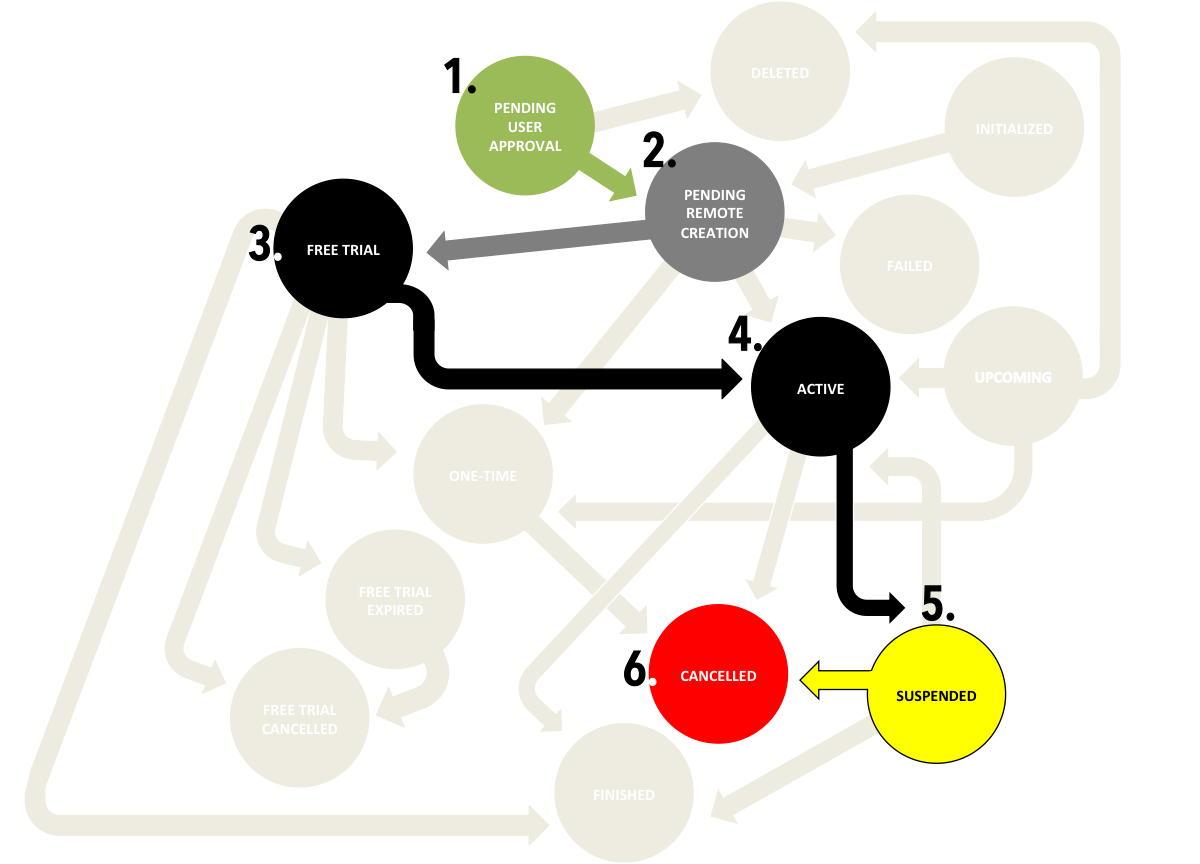 DELETED
1.
PENDING
USER
APPROVAL
INITIALIZED
2.
PENDING
REMOTE
CREATION
3.
FREE TRIAL
FAILED
4.
ACTIVE
UPCOMING
ONE-TIME
FREE TRIAL
EXPIRED
5.
SUSPENDED
6.
CANCELLED
FREE TRIAL
CANCELLED
FINISHED